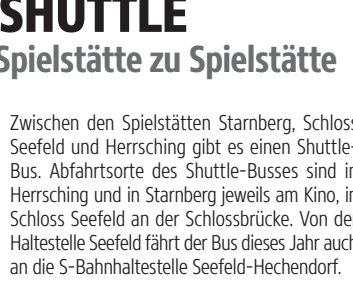 SHUTTLE
Spielstätte zu Spielstätte
Zwischen den Spielstätten Starnberg, Schloss
Seefeld und Herrsching gibt es einen Shuttle-
Bus. Abfahrtsorte des Shuttle-Busses sind in
Herrsching und in Starnberg jeweils am Kino, in
Schloss Seefeld an der Schlossbrücke. Von der
Haltestelle Seefeld fährt der Bus dieses Jahr auch
an die S-Bahnhaltestelle Seefeld-Hechendorf.